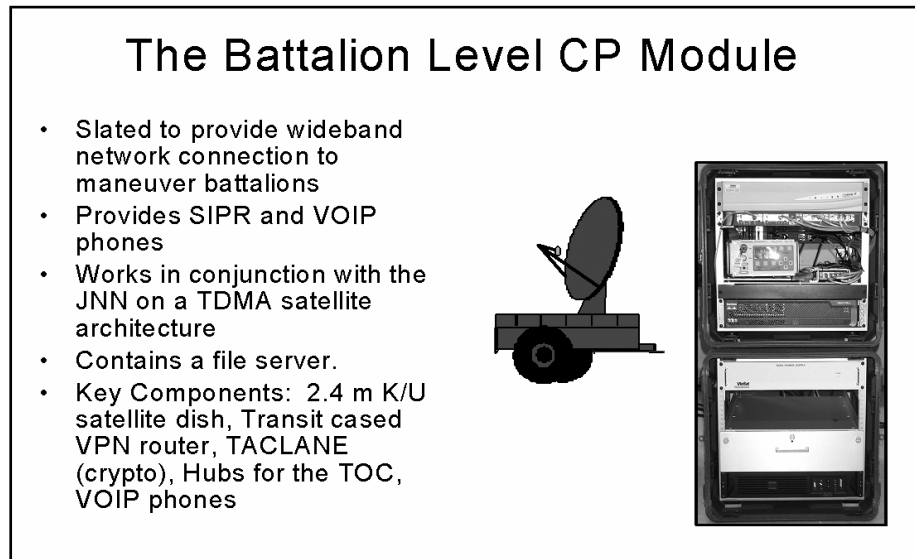 The Battalion Level CP Module
• Slated to provide wideband
network connection to
maneuver battalions
• Provides SIPR and VOIP
phones
• Works in conjunction with the
JNN on a TDMA satellite
architecture
• Contains a file server.
• Key Components: 2.4 m K/U
satellite dish, Transit cased
VPN router, TACLANE
(crypto), Hubs for the TOC,
VOIP phones
ViaSat